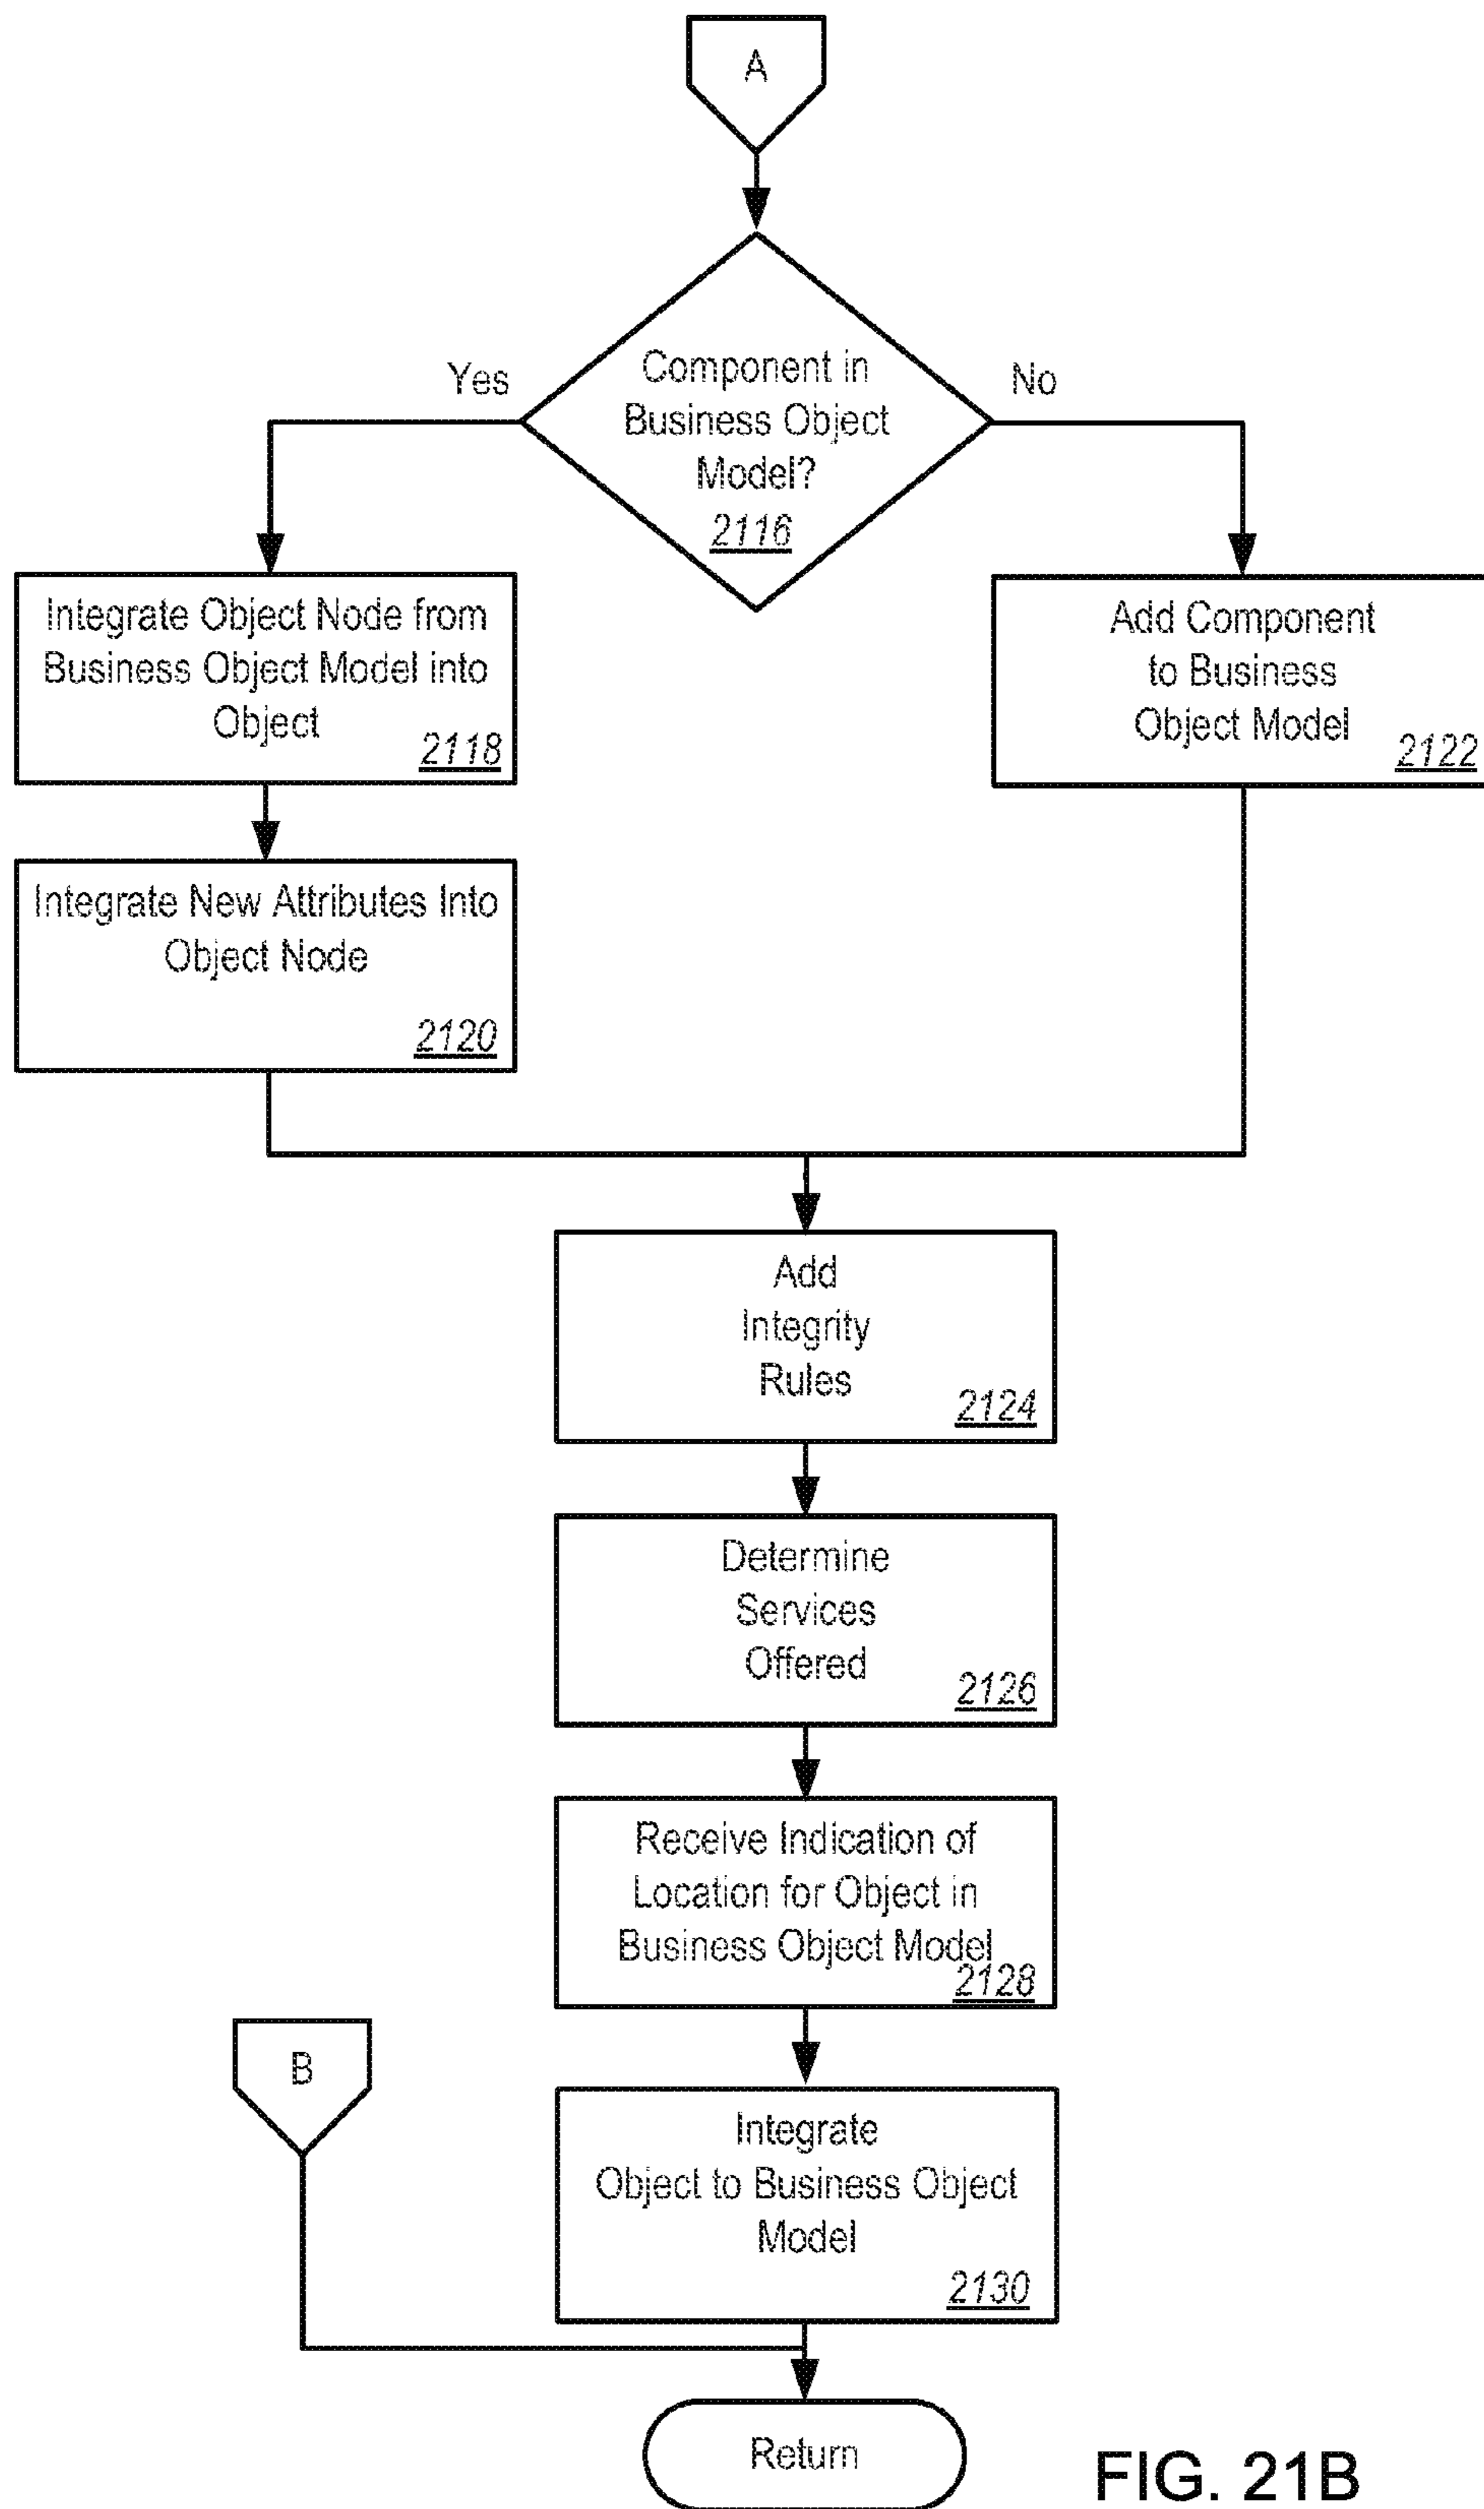 A
Component in
Business Object
Model?
2116
Yes
No
Integrate Object Node from
Business Object Model into
Object
2118
Add Component
to Business
Object Model
2122
Integrate New Attributes Into
Object Node
2120
Add
Integrity
Rules
2124
Determine
Services
Offered
2126
Receive Indication of
Location for Object in
Business Object Model
2128
B
Integrate
Object to Business Object
Model
2130
Return
FIG. 21B